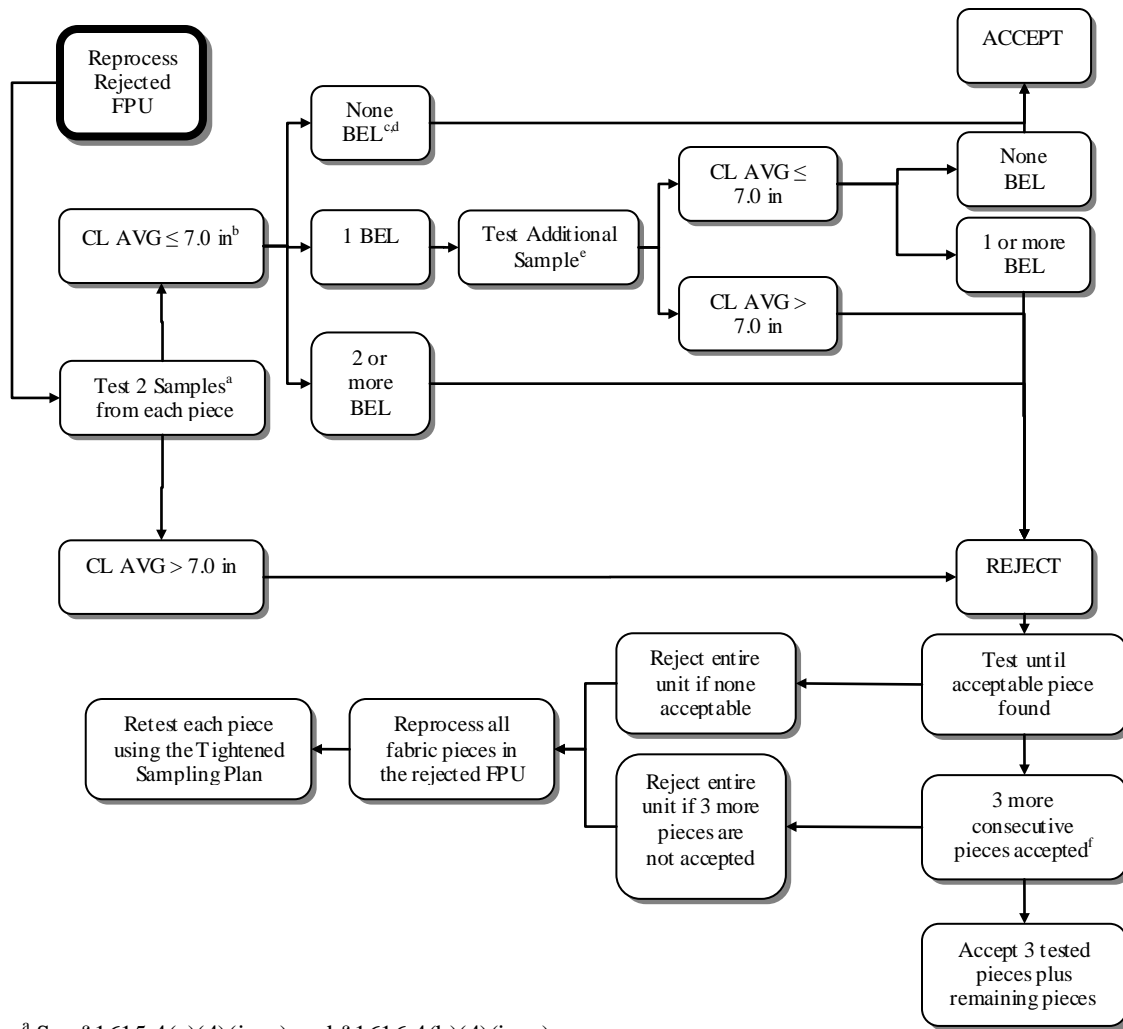 Reprocess
Rejected
FPU
ACCEPT
None
BEL^c,d
CL AVG ≤
7.0 in
None
BEL
CL AVG ≤ 7.0 in^b
1 BEL
Test Additional
Sample^e
1 or more
BEL
CL AVG >
7.0 in
Test 2 Samples^a
from each piece
2 or
more
BEL
CL AVG > 7.0 in
REJECT
Reject entire
unit if none
acceptable
Test until
acceptable piece
found
Retest each piece
using the Tightened
Sampling Plan
Reprocess all
fabric pieces in
the rejected FPU
Reject entire
unit if 3 more
pieces are
not accepted
3 more
consecutive
pieces accepted^f
Accept 3 tested
pieces plus
remaining pieces